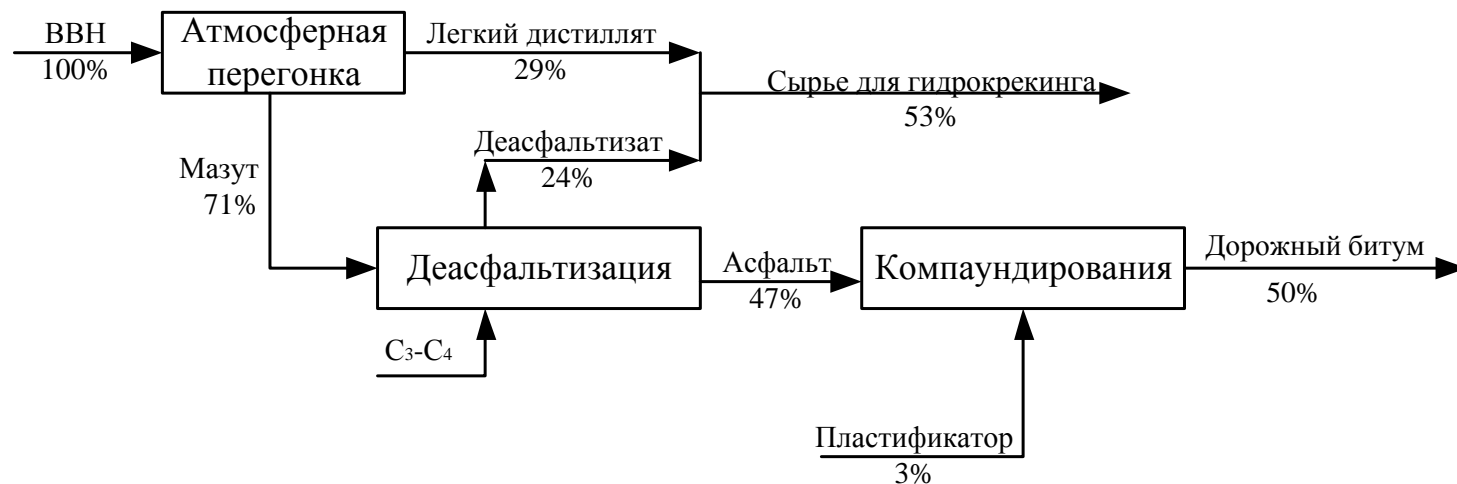 ВВН
100%
Атмосферная
перегонка
Легкий дистиллят
29%
Сырье для гидрокрекинга
53%
Деасфальтизат
24%
Мазут
71%
Деасфальтизация
Асфальт
47%
Компаундирования
Дорожный битум
50%
C3-C4
Пластификатор
3%